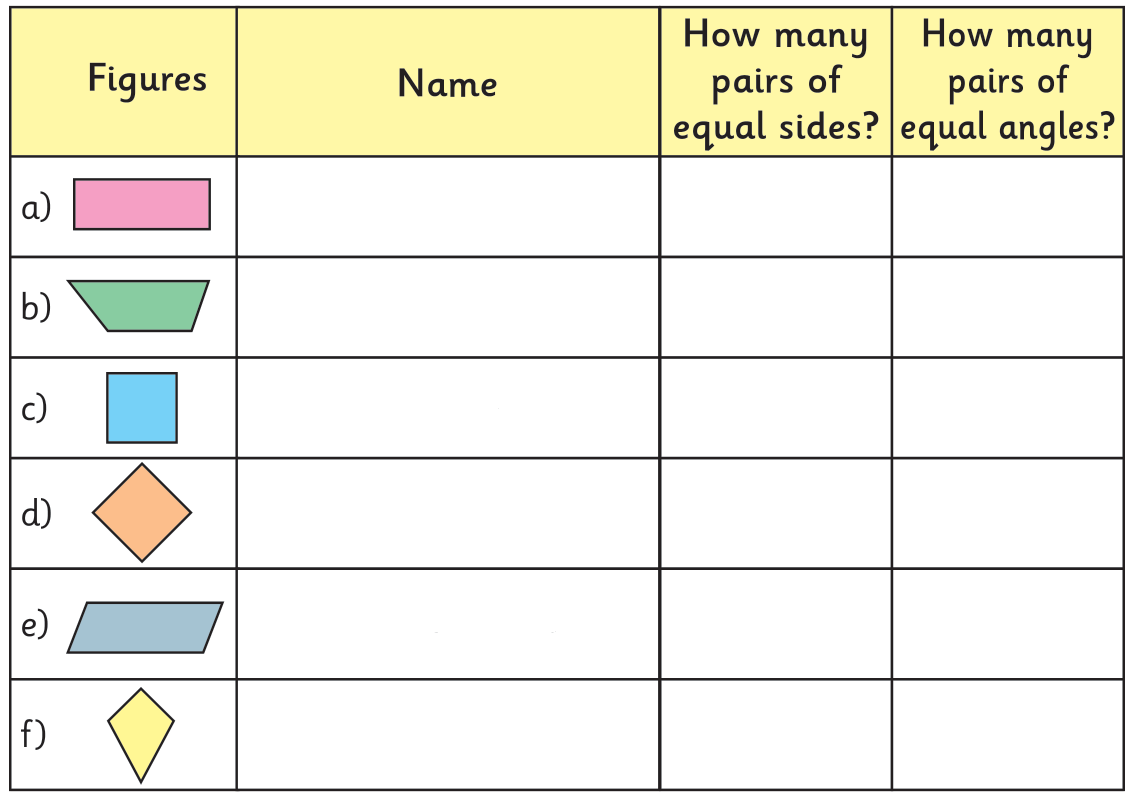 Figures
Name
How many
pairs of
equal sides?
How many
pairs of
equal angles?
a)
b)
c)
d)
e)
f)